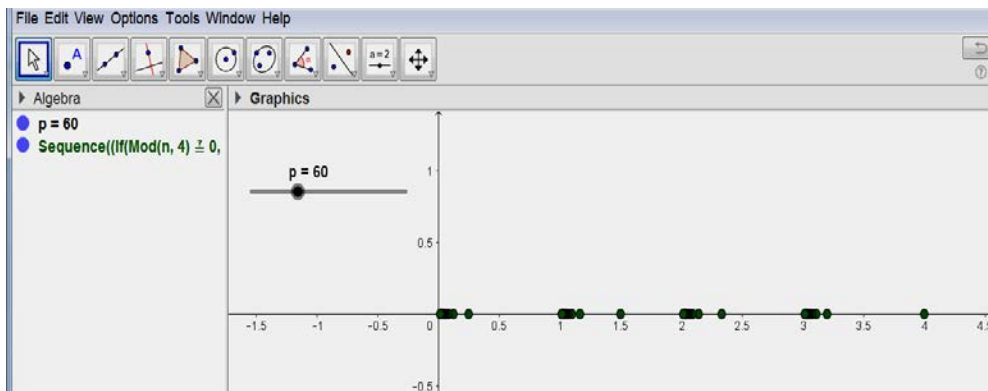 File Edit View Options Tools Window Help
A
a=2
Algebra
Graphics
p = 60
Sequence((If(Mod(n, 4) ≟ 0,
p = 60
1
0.5
-1.5 -1 -0.5 0 0.5 1 1.5 2 2.5 3 3.5 4 4.5
-0.5